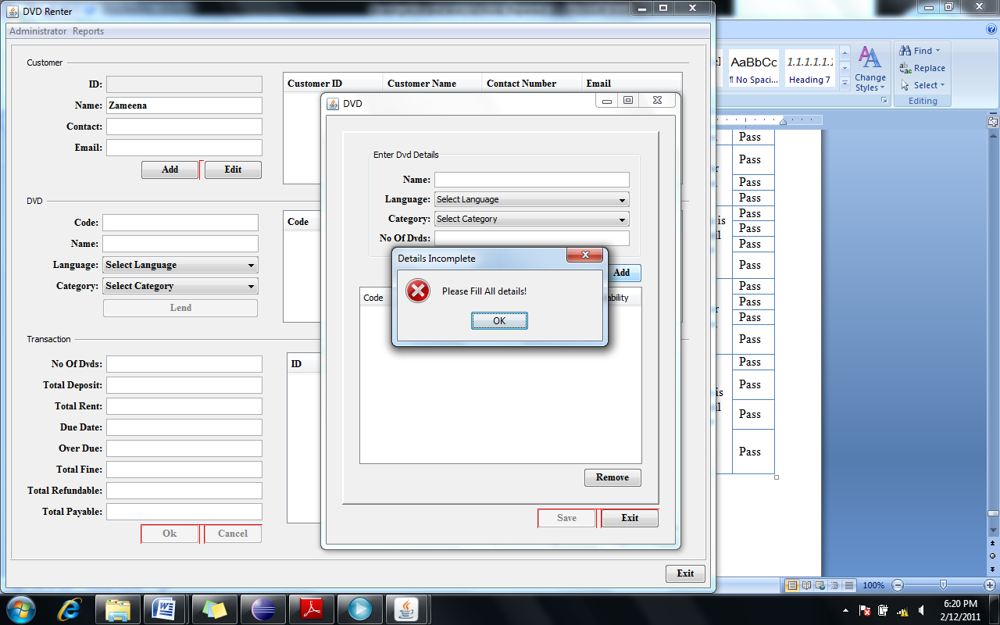 DVD Renter
Administrator Reports
Customer
ID:
Name: Zameena
Contact:
Email:
Add Edit
Customer ID Customer Name Contact Number Email
DVD
Code:
Name:
Language: Select Language
Category: Select Category
Lend
Code
Transaction
No Of Dvds:
Total Deposit:
Total Rent:
Due Date:
Over Due:
Total Fine:
Total Refundable:
Total Payable:
Ok Cancel
ID
Exit
DVD
Enter Dvd Details
Name:
Language: Select Language
Category: Select Category
No Of Dvds:
Add
Code ability
Remove
Save Exit
Details Incomplete
Please Fill All details!
OK
AaBbCc 1.1.1.1.1.1
¶ No Spaci... Heading 7
Change
Styles
Find
Replace
Select
Editing
Pass
Pass
Pass
Pass
Pass
is Pass
Pass
Pass
Pass
Pass
Pass
Pass
Pass
Pass
is Pass
Pass
Pass
100%
6:20 PM
2/12/2011